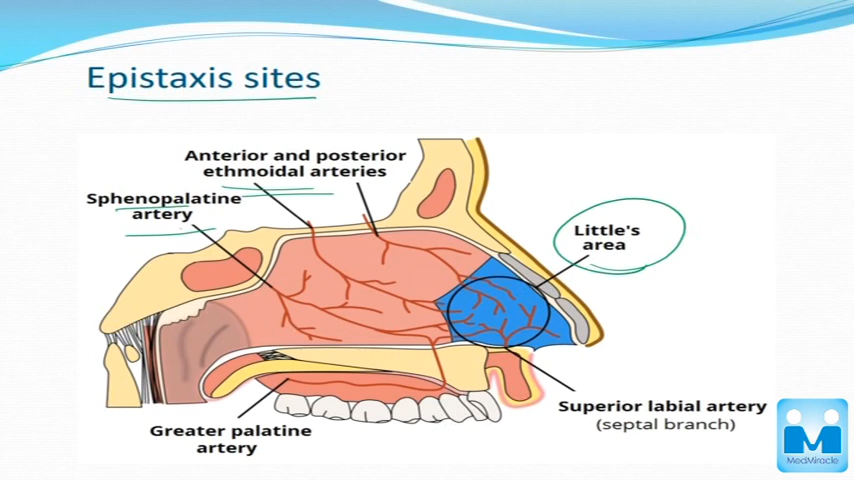 Epistaxis sites
Anterior and posterior
ethmoidal arteries
Sphenopalatine
artery
Little's
area
Superior labial artery
(septal branch)
Greater palatine
artery
MedMiracle